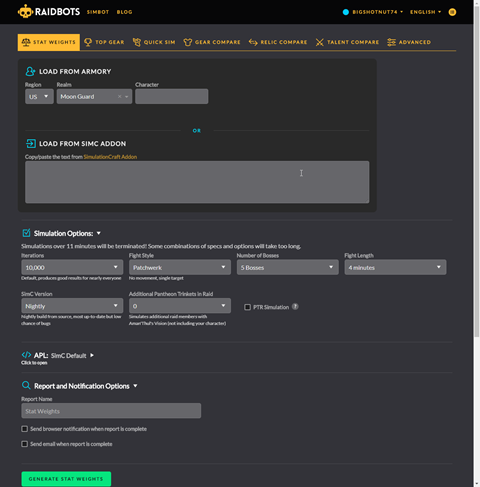 RAIDBOTS SIMBOT BLOG BIGSHOTNUT74 ENGLISH
STAT WEIGHTS TOP GEAR QUICK SIM GEAR COMPARE RELIC COMPARE TALENT COMPARE ADVANCED
LOAD FROM ARMORY
Region Realm Character
US Moon Guard
OR
LOAD FROM SIMC ADDON
Copy/paste the text from SimulationCraft Addon
Simulation Options:
Simulations over 11 minutes will be terminated! Some combinations of specs and options will take too long.
Iterations Fight Style Number of Bosses Fight Length
10,000 Patchwerk 5 Bosses 4 minutes
Default, produces good results for nearly everyone No movement, single target
SimC Version Additional Pantheon Trinkets in Raid
Nightly 0 PTR Simulation ?
Nightly build from source, most up-to-date but low Simulates additional raid members with
chance of bugs Aman'Thul's Vision (not including your character)
APL: SimC Default
Click to open
Report and Notification Options
Report Name
Stat Weights
Send browser notification when report is complete
Send email when report is complete
GENERATE STAT WEIGHTS